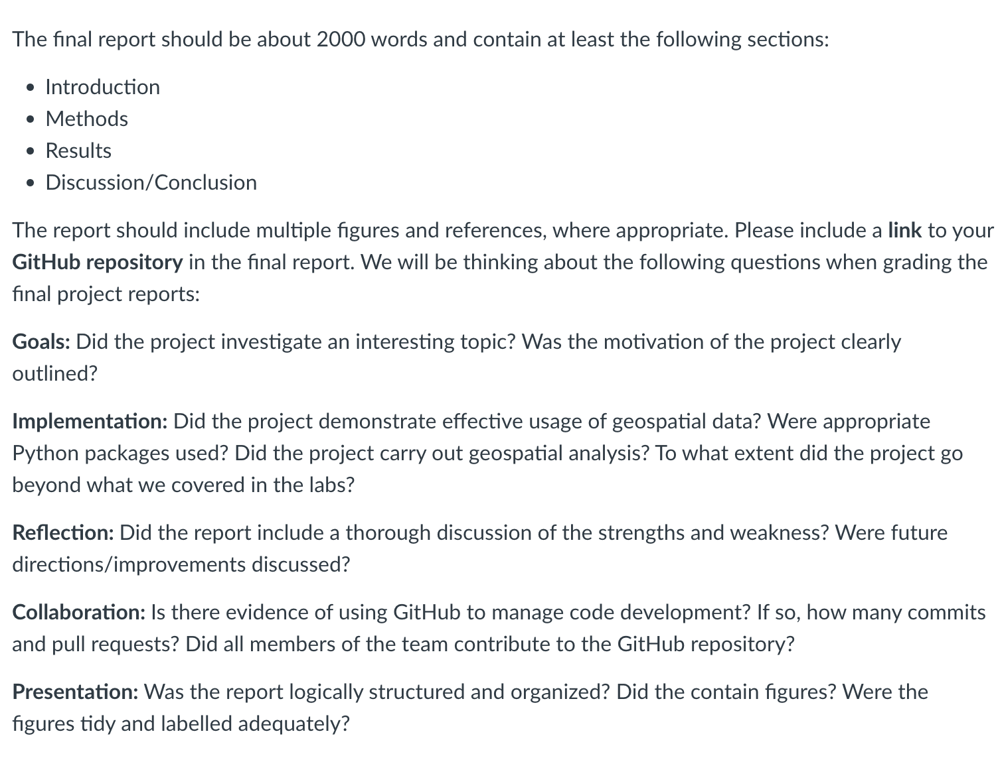 The final report should be about 2000 words and contain at least the following sections:
• Introduction
• Methods
• Results
• Discussion/Conclusion
The report should include multiple figures and references, where appropriate. Please include a link to your
GitHub repository in the final report. We will be thinking about the following questions when grading the
final project reports:
Goals: Did the project investigate an interesting topic? Was the motivation of the project clearly
outlined?
Implementation: Did the project demonstrate effective usage of geospatial data? Were appropriate
Python packages used? Did the project carry out geospatial analysis? To what extent did the project go
beyond what we covered in the labs?
Reflection: Did the report include a thorough discussion of the strengths and weakness? Were future
directions/improvements discussed?
Collaboration: Is there evidence of using GitHub to manage code development? If so, how many commits
and pull requests? Did all members of the team contribute to the GitHub repository?
Presentation: Was the report logically structured and organized? Did the contain figures? Were the
figures tidy and labelled adequately?